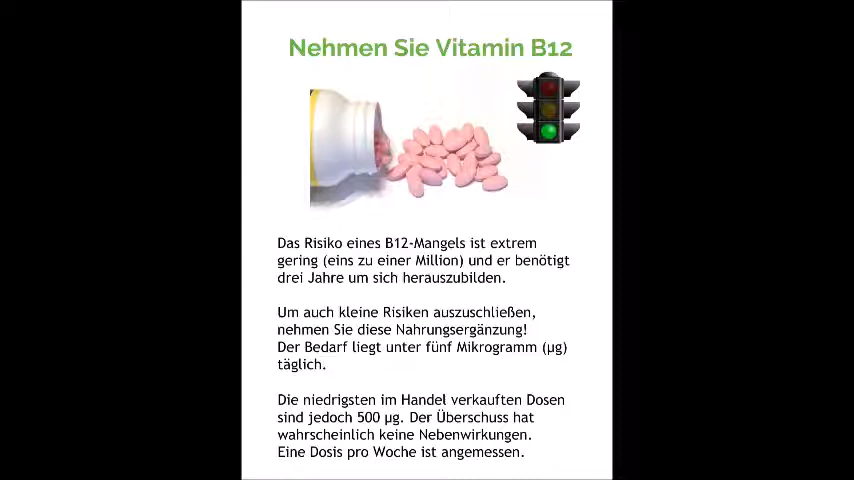 Nehmen Sie Vitamin B12
Das Risiko eines B12-Mangels ist extrem
gering (eins zu einer Million) und er benötigt
drei Jahre um sich herauszubilden.
Um auch kleine Risiken auszuschließen,
nehmen Sie diese Nahrungsergänzung!
Der Bedarf liegt unter fünf Mikrogramm (µg)
täglich.
Die niedrigsten im Handel verkauften Dosen
sind jedoch 500 µg. Der Überschuss hat
wahrscheinlich keine Nebenwirkungen.
Eine Dosis pro Woche ist angemessen.